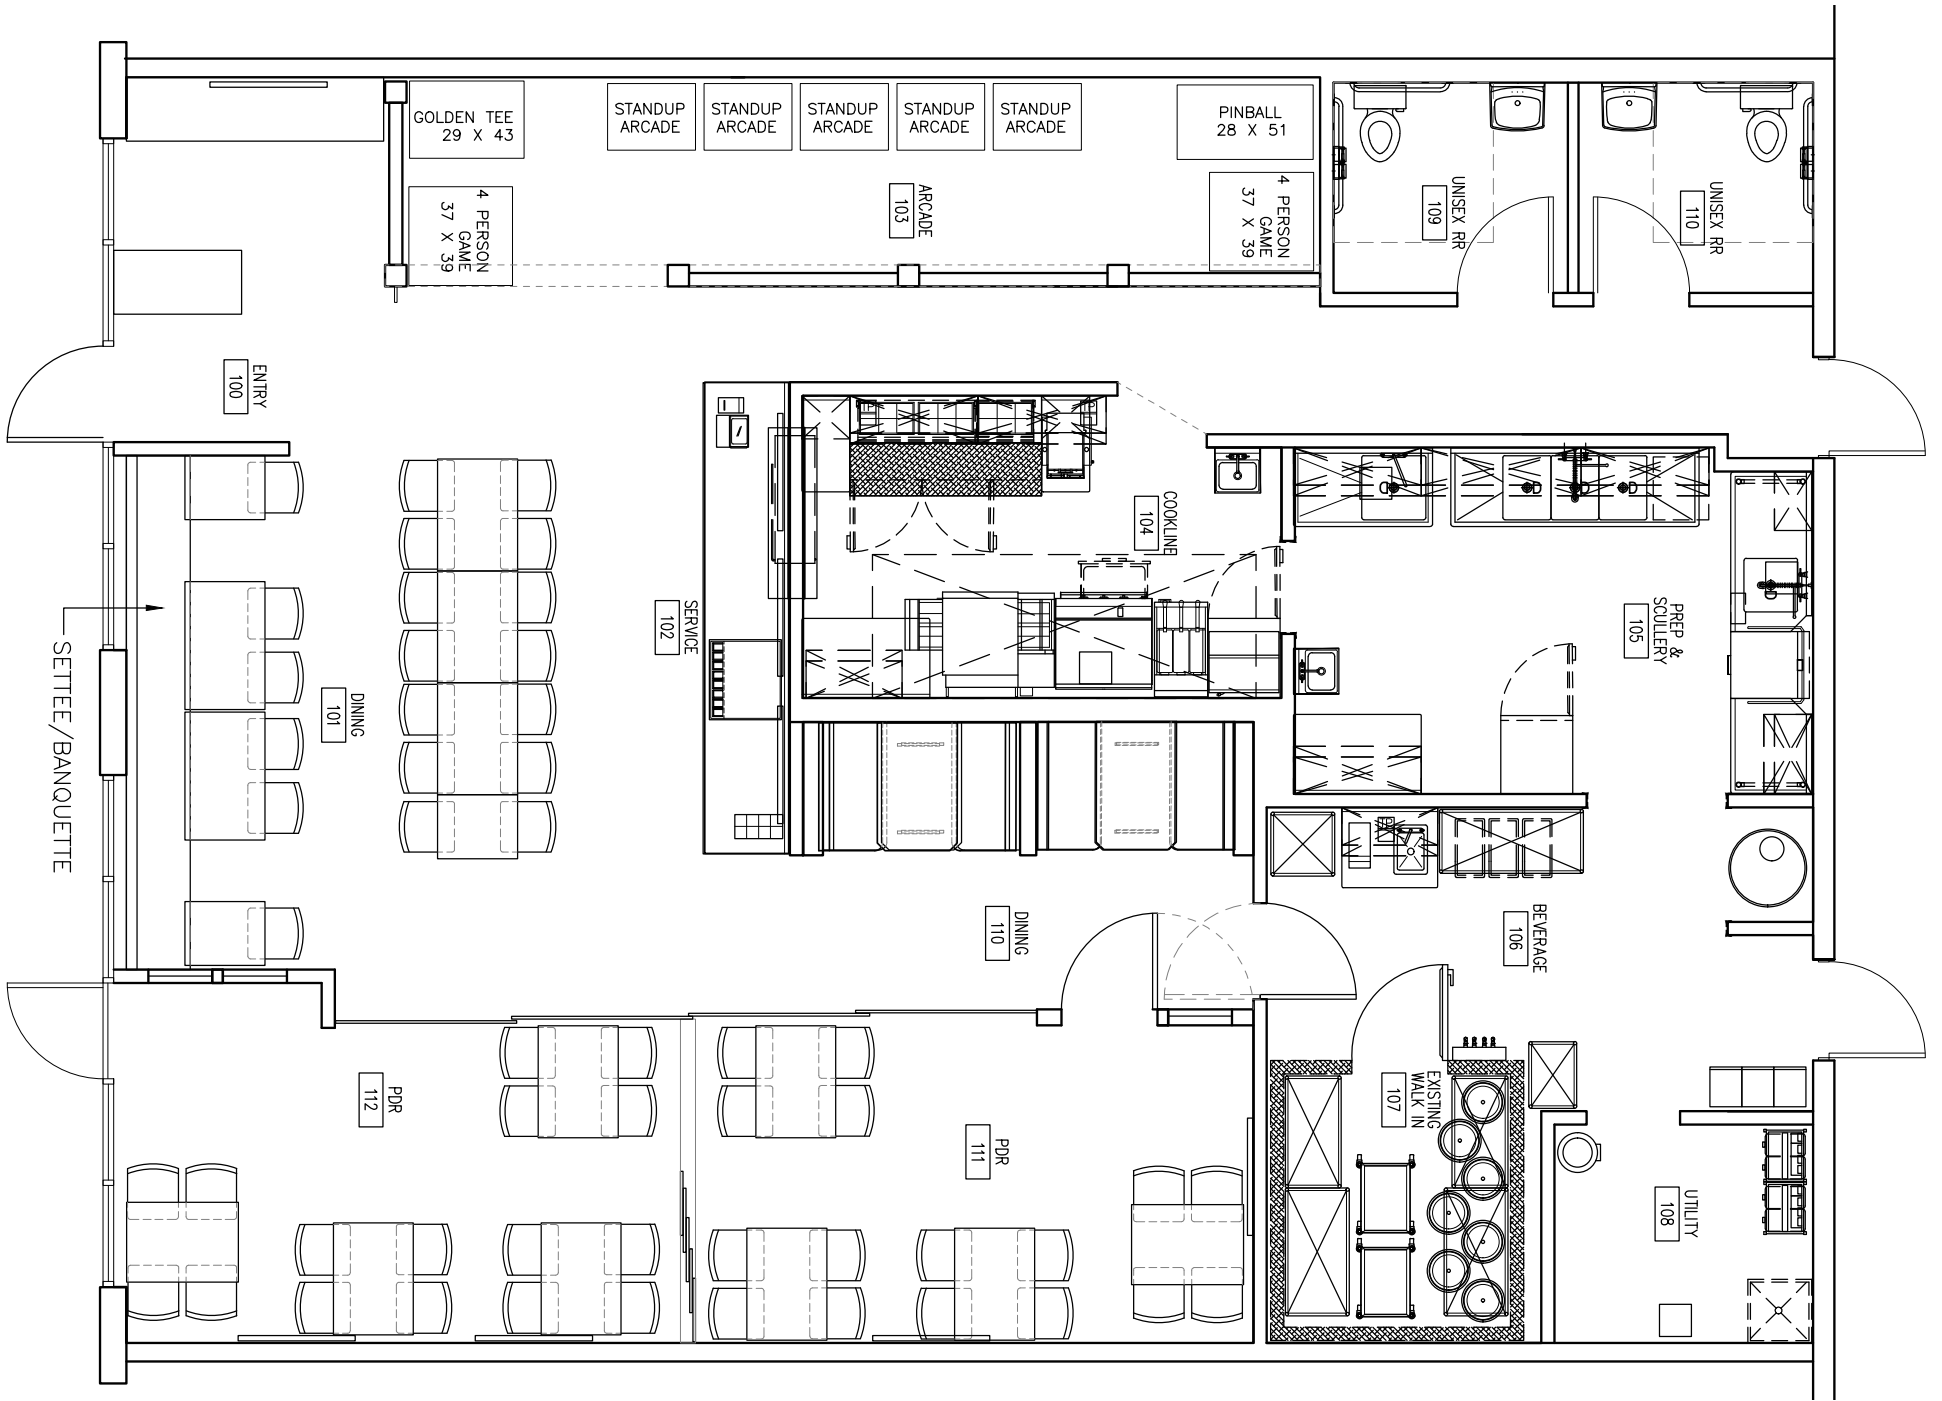 GOLDEN TEE
29 X 43
STANDUP
ARCADE
STANDUP
ARCADE
STANDUP
ARCADE
STANDUP
ARCADE
STANDUP
ARCADE
PINBALL
28 X 51
4 PERSON
GAME
37 X 39
ARCADE
103
4 PERSON
GAME
37 X 39
UNISEX RR
109
UNISEX RR
110
ENTRY
100
COOKLINE
104
SERVICE
102
PREP &
SCULLERY
105
DINING
101
SETTEE/BANQUETTE
DINING
110
BEVERAGE
106
PDR
112
PDR
111
EXISTING
WALK IN
107
UTILITY
108